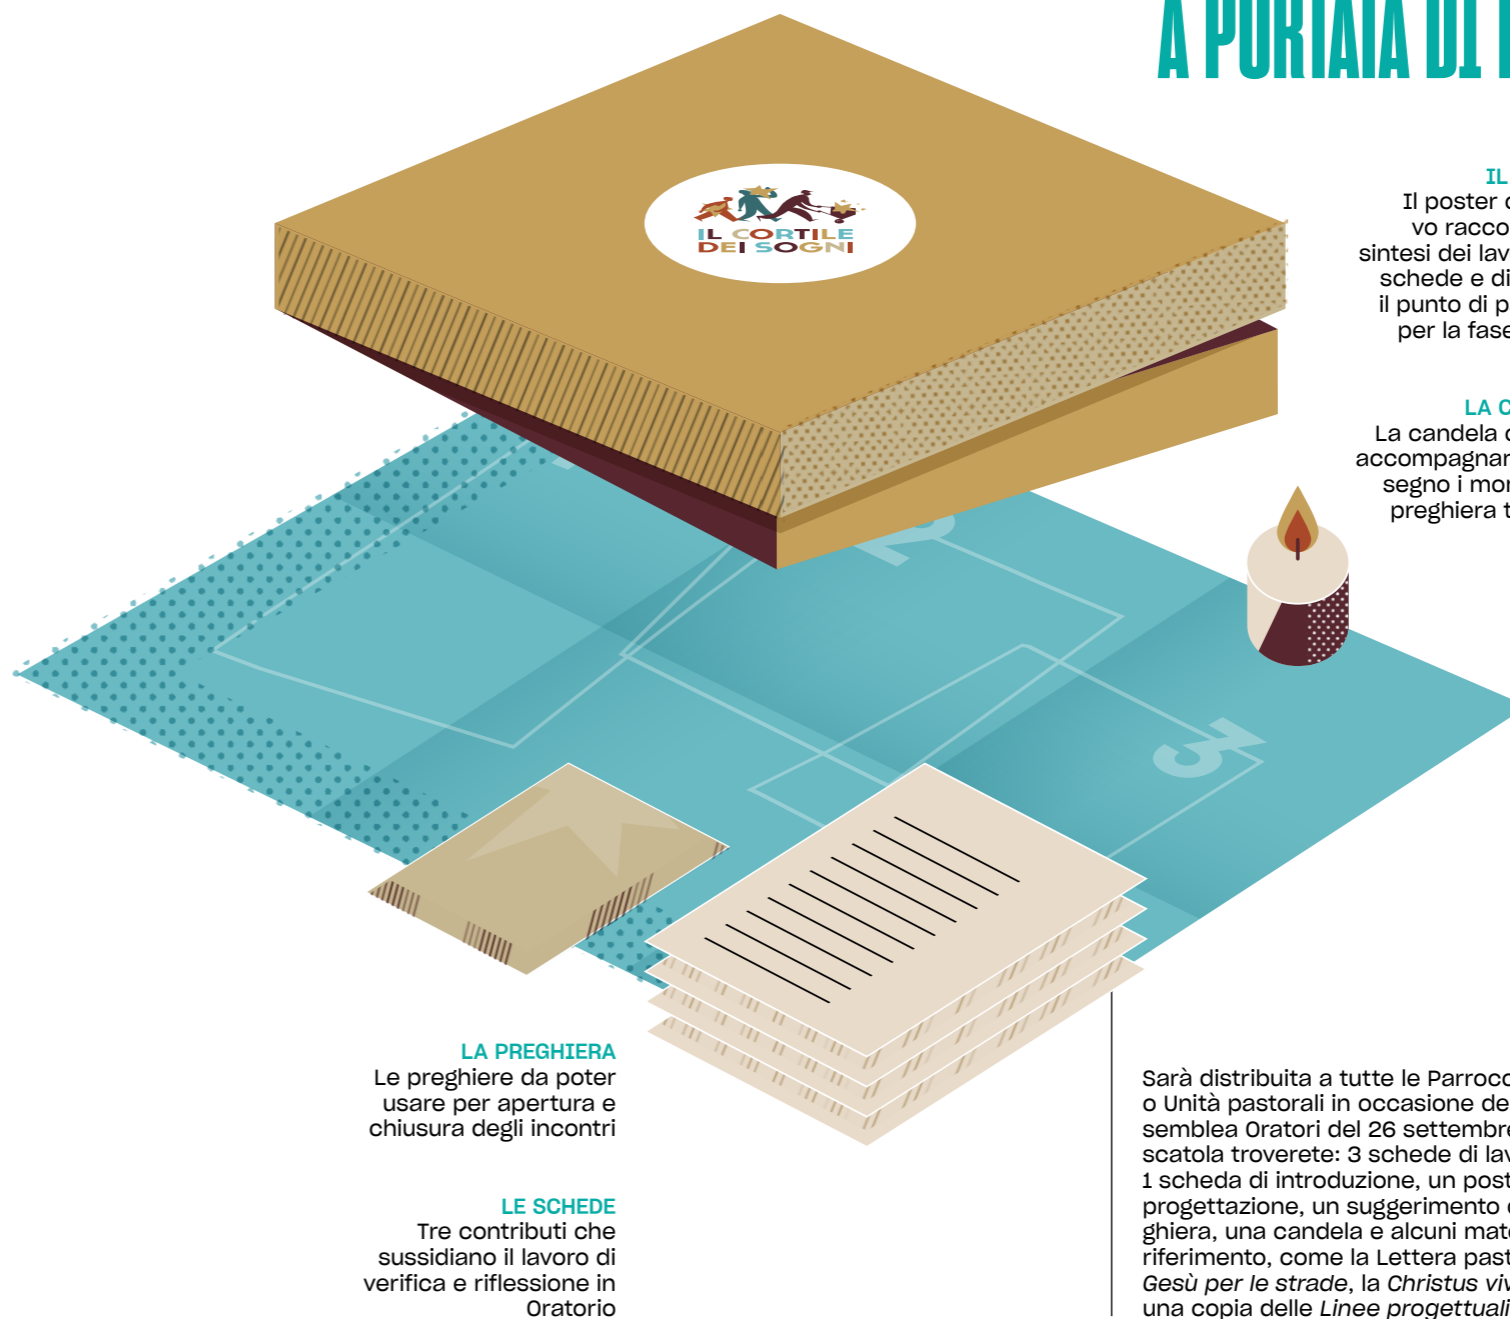 A PORTATA DI
IL CORTILE
DEI SOGNI
IL
Il poster
vo racco
sintesi dei lav
schede e di
il punto di p
per la fase
LA C
La candela
accompagnar
segno i mor
preghiera t
2
3
LA PREGHIERA
Le preghiere da poter
usare per apertura e
chiusura degli incontri
LE SCHEDE
Tre contributi che
sussidiano il lavoro di
verifica e riflessione in
Oratorio
Sarà distribuita a tutte le Parroc
o Unità pastorali in occasione de
semblea Oratori del 26 settembre
scatola troverete: 3 schede di lav
1 scheda di introduzione, un post
progettazione, un suggerimento
ghiera, una candela e alcuni mate
riferimento, come la Lettera past
Gesù per le strade, la Christus viv
una copia delle Linee progettuali